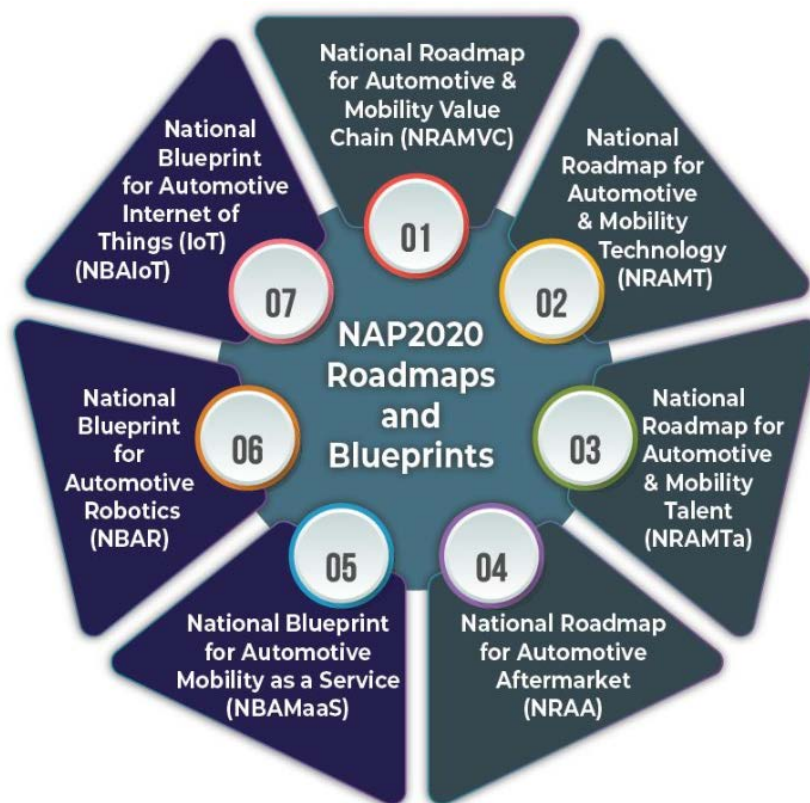 NAP2020
Roadmaps
and
Blueprints
01
National Roadmap
for Automotive &
Mobility Value
Chain (NRAMVC)
02
National
Roadmap for
Automotive
& Mobility
Technology
(NRAMT)
03
National
Roadmap for
Automotive
& Mobility
Talent
(NRAMTa)
04
National Roadmap
for Automotive
Aftermarket
(NRAA)
05
National Blueprint
for Automotive
Mobility as a Service
(NBAMaaS)
06
National
Blueprint
for
Automotive
Robotics
(NBAR)
07
National
Blueprint
for Automotive
Internet of
Things (IoT)
(NBAIoT)